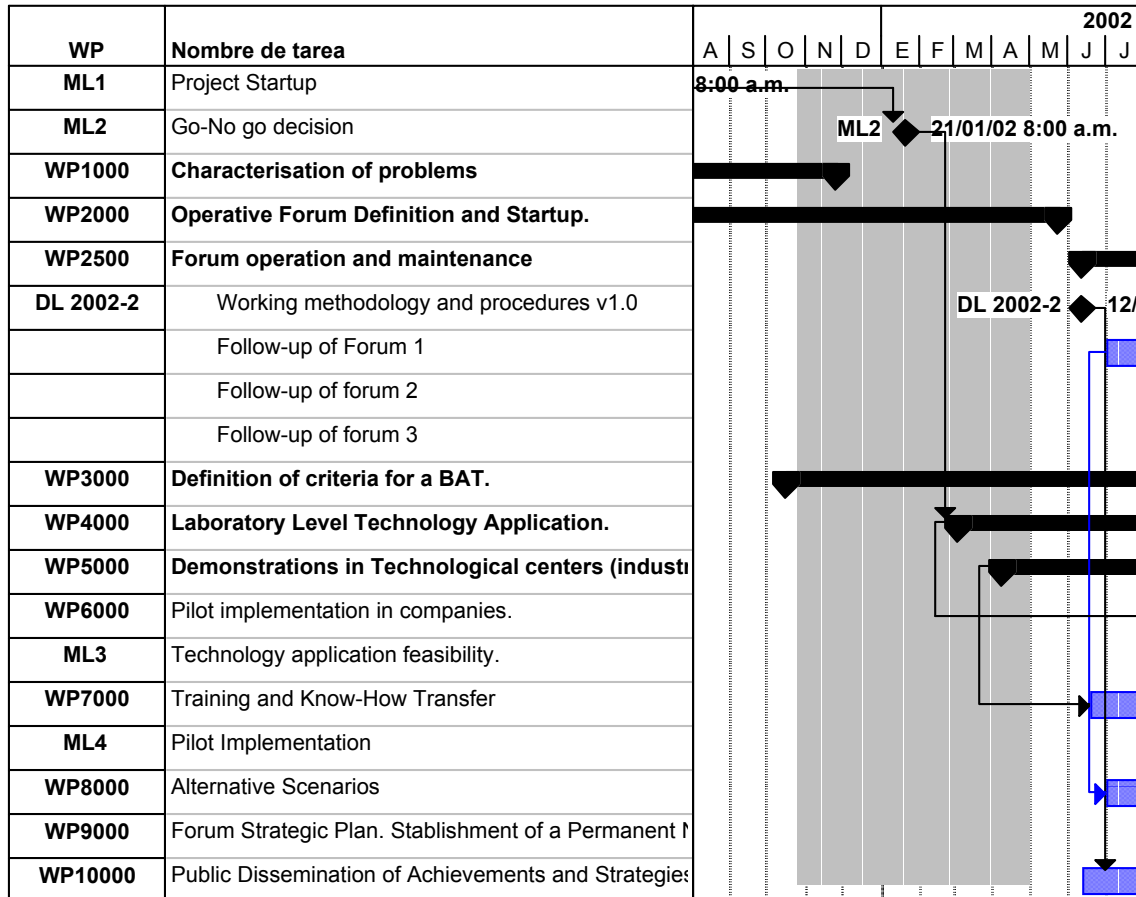 2002
WP Nombre de tarea A S O N D E F M A M J J
ML1 Project Startup 8:00 a.m.
ML2 Go-No go decision ML2 21/01/02 8:00 a.m.
WP1000 Characterisation of problems
WP2000 Operative Forum Definition and Startup.
WP2500 Forum operation and maintenance
DL 2002-2 Working methodology and procedures v1.0 DL 2002-2 12/
Follow-up of Forum 1
Follow-up of forum 2
Follow-up of forum 3
WP3000 Definition of criteria for a BAT.
WP4000 Laboratory Level Technology Application.
WP5000 Demonstrations in Technological centers (industr
WP6000 Pilot implementation in companies.
ML3 Technology application feasibility.
WP7000 Training and Know-How Transfer
ML4 Pilot Implementation
WP8000 Alternative Scenarios
WP9000 Forum Strategic Plan. Stablishment of a Permanent
WP10000 Public Dissemination of Achievements and Strategies